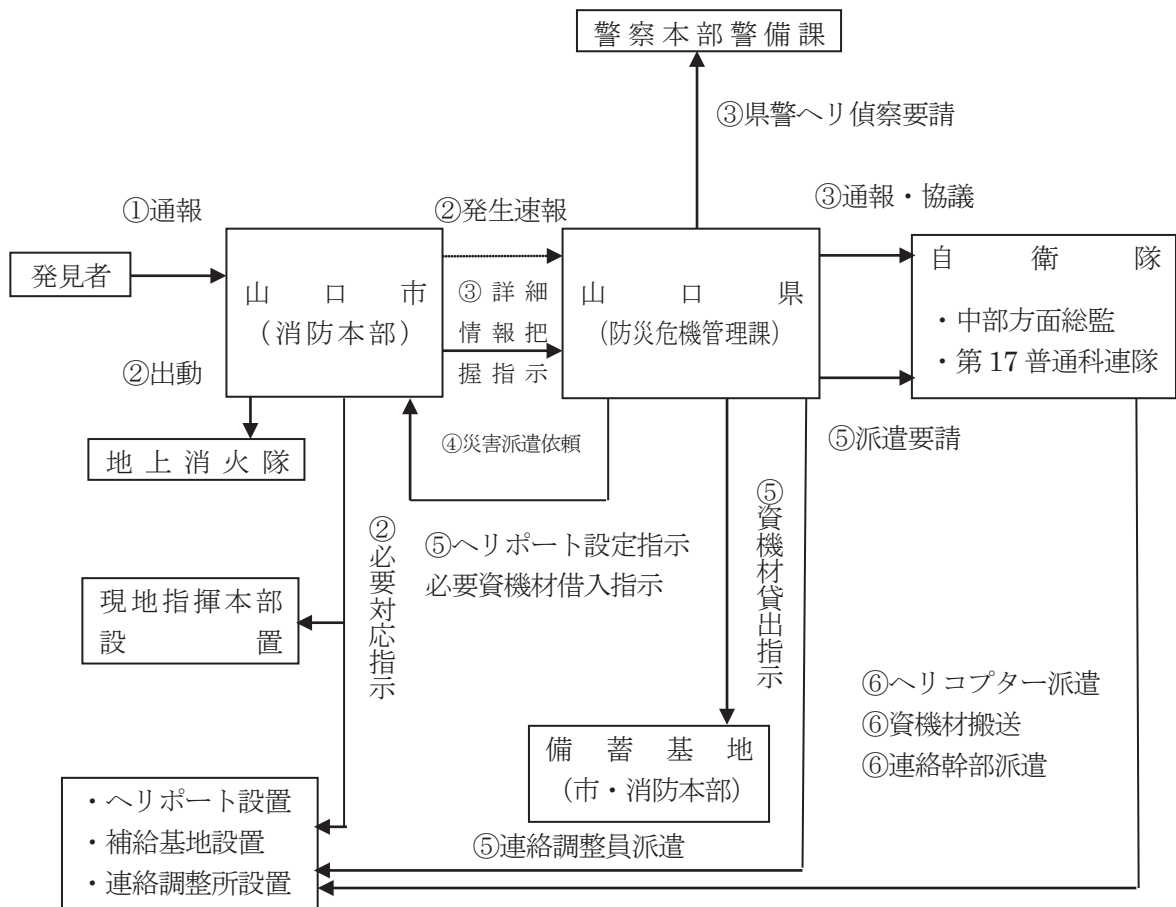 警察本部警備課
③県警ヘリ偵察要請
①通報
②発生速報
③通報・協議
発見者
山口市
（消防本部）
③詳細
情報把
握指示
山口県
（防災危機管理課）
自衛隊
・中部方面総監
・第17普通科連隊
②出動
地上消火隊
④災害派遣依頼
⑤派遣要請
②必要対応指示
⑤ヘリポート設定指示
必要資機材借入指示
⑤資機材貸出指示
現地指揮本部
設置
⑥ヘリコプター派遣
⑥資機材搬送
⑥連絡幹部派遣
備蓄基地
（市・消防本部）
・ヘリポート設置
・補給基地設置
・連絡調整所設置
⑤連絡調整員派遣